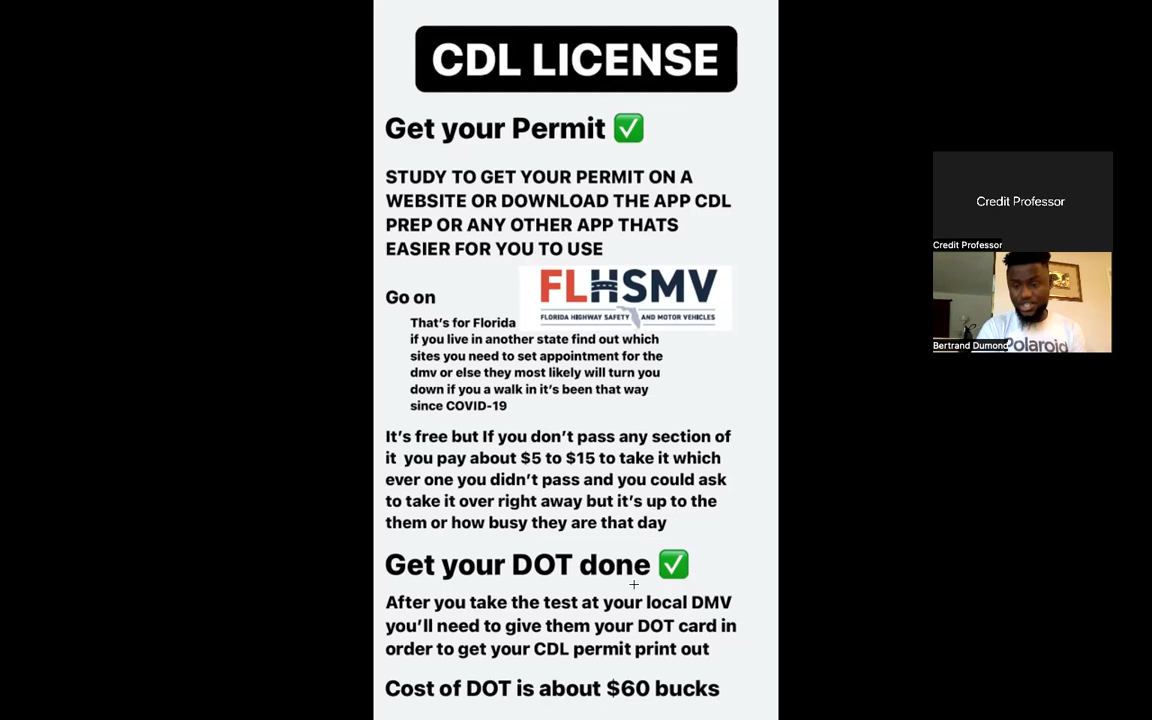 CDL LICENSE
Get your Permit ✅
STUDY TO GET YOUR PERMIT ON A
WEBSITE OR DOWNLOAD THE APP CDL
PREP OR ANY OTHER APP THATS
EASIER FOR YOU TO USE
Go on
FLHSMV
FLORIDA HIGHWAY SAFETY AND MOTOR VEHICLES
That's for Florida
if you live in another state find out which
sites you need to set appointment for the
dmv or else they most likely will turn you
down if you a walk in it's been that way
since COVID-19
It's free but If you don't pass any section of
it you pay about $5 to $15 to take it which
ever one you didn't pass and you could ask
to take it over right away but it's up to the
them or how busy they are that day
Get your DOT done ✅
After you take the test at your local DMV
you'll need to give them your DOT card in
order to get your CDL permit print out
Cost of DOT is about $60 bucks
Credit Professor
Credit Professor
Polaroid
Bertrand Dumond